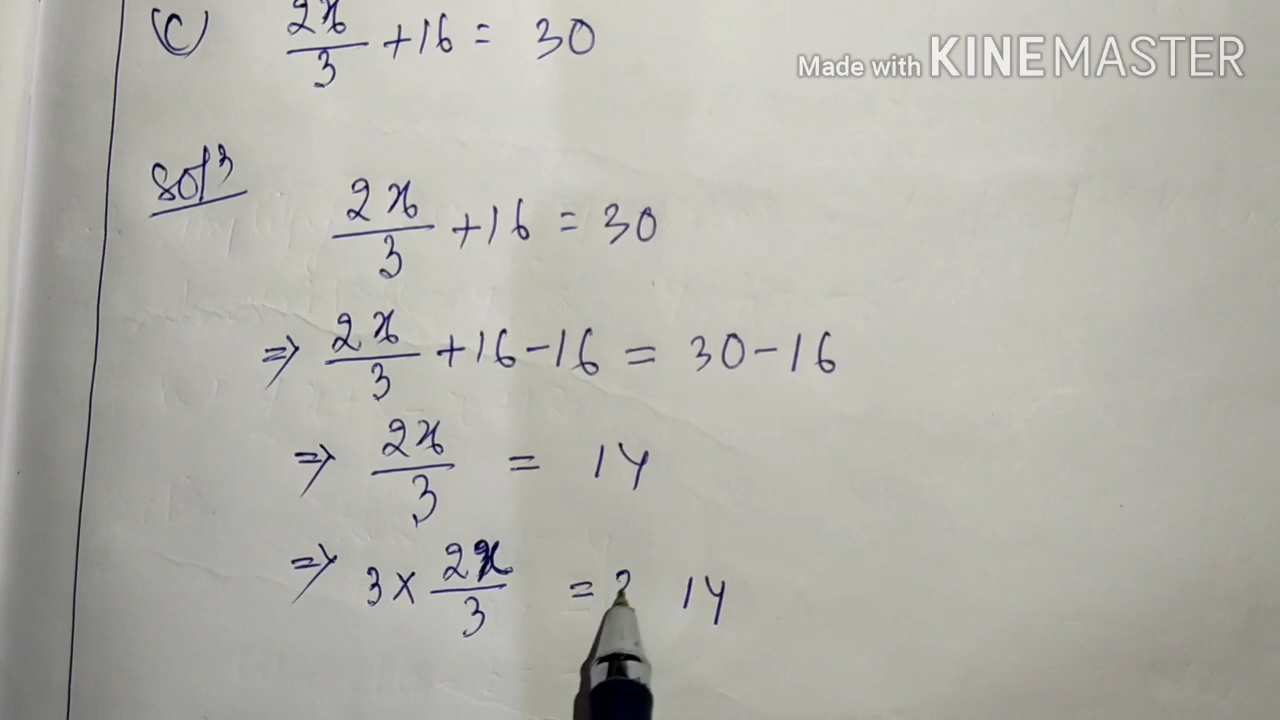 Made with KINEMASTER
(C) 2x/3 +16 = 30
Solⁿ
2x/3 +16 = 30
⇒ 2x/3 +16-16 = 30-16
⇒ 2x/3 = 14
⇒ 3× 2x/3 = 14